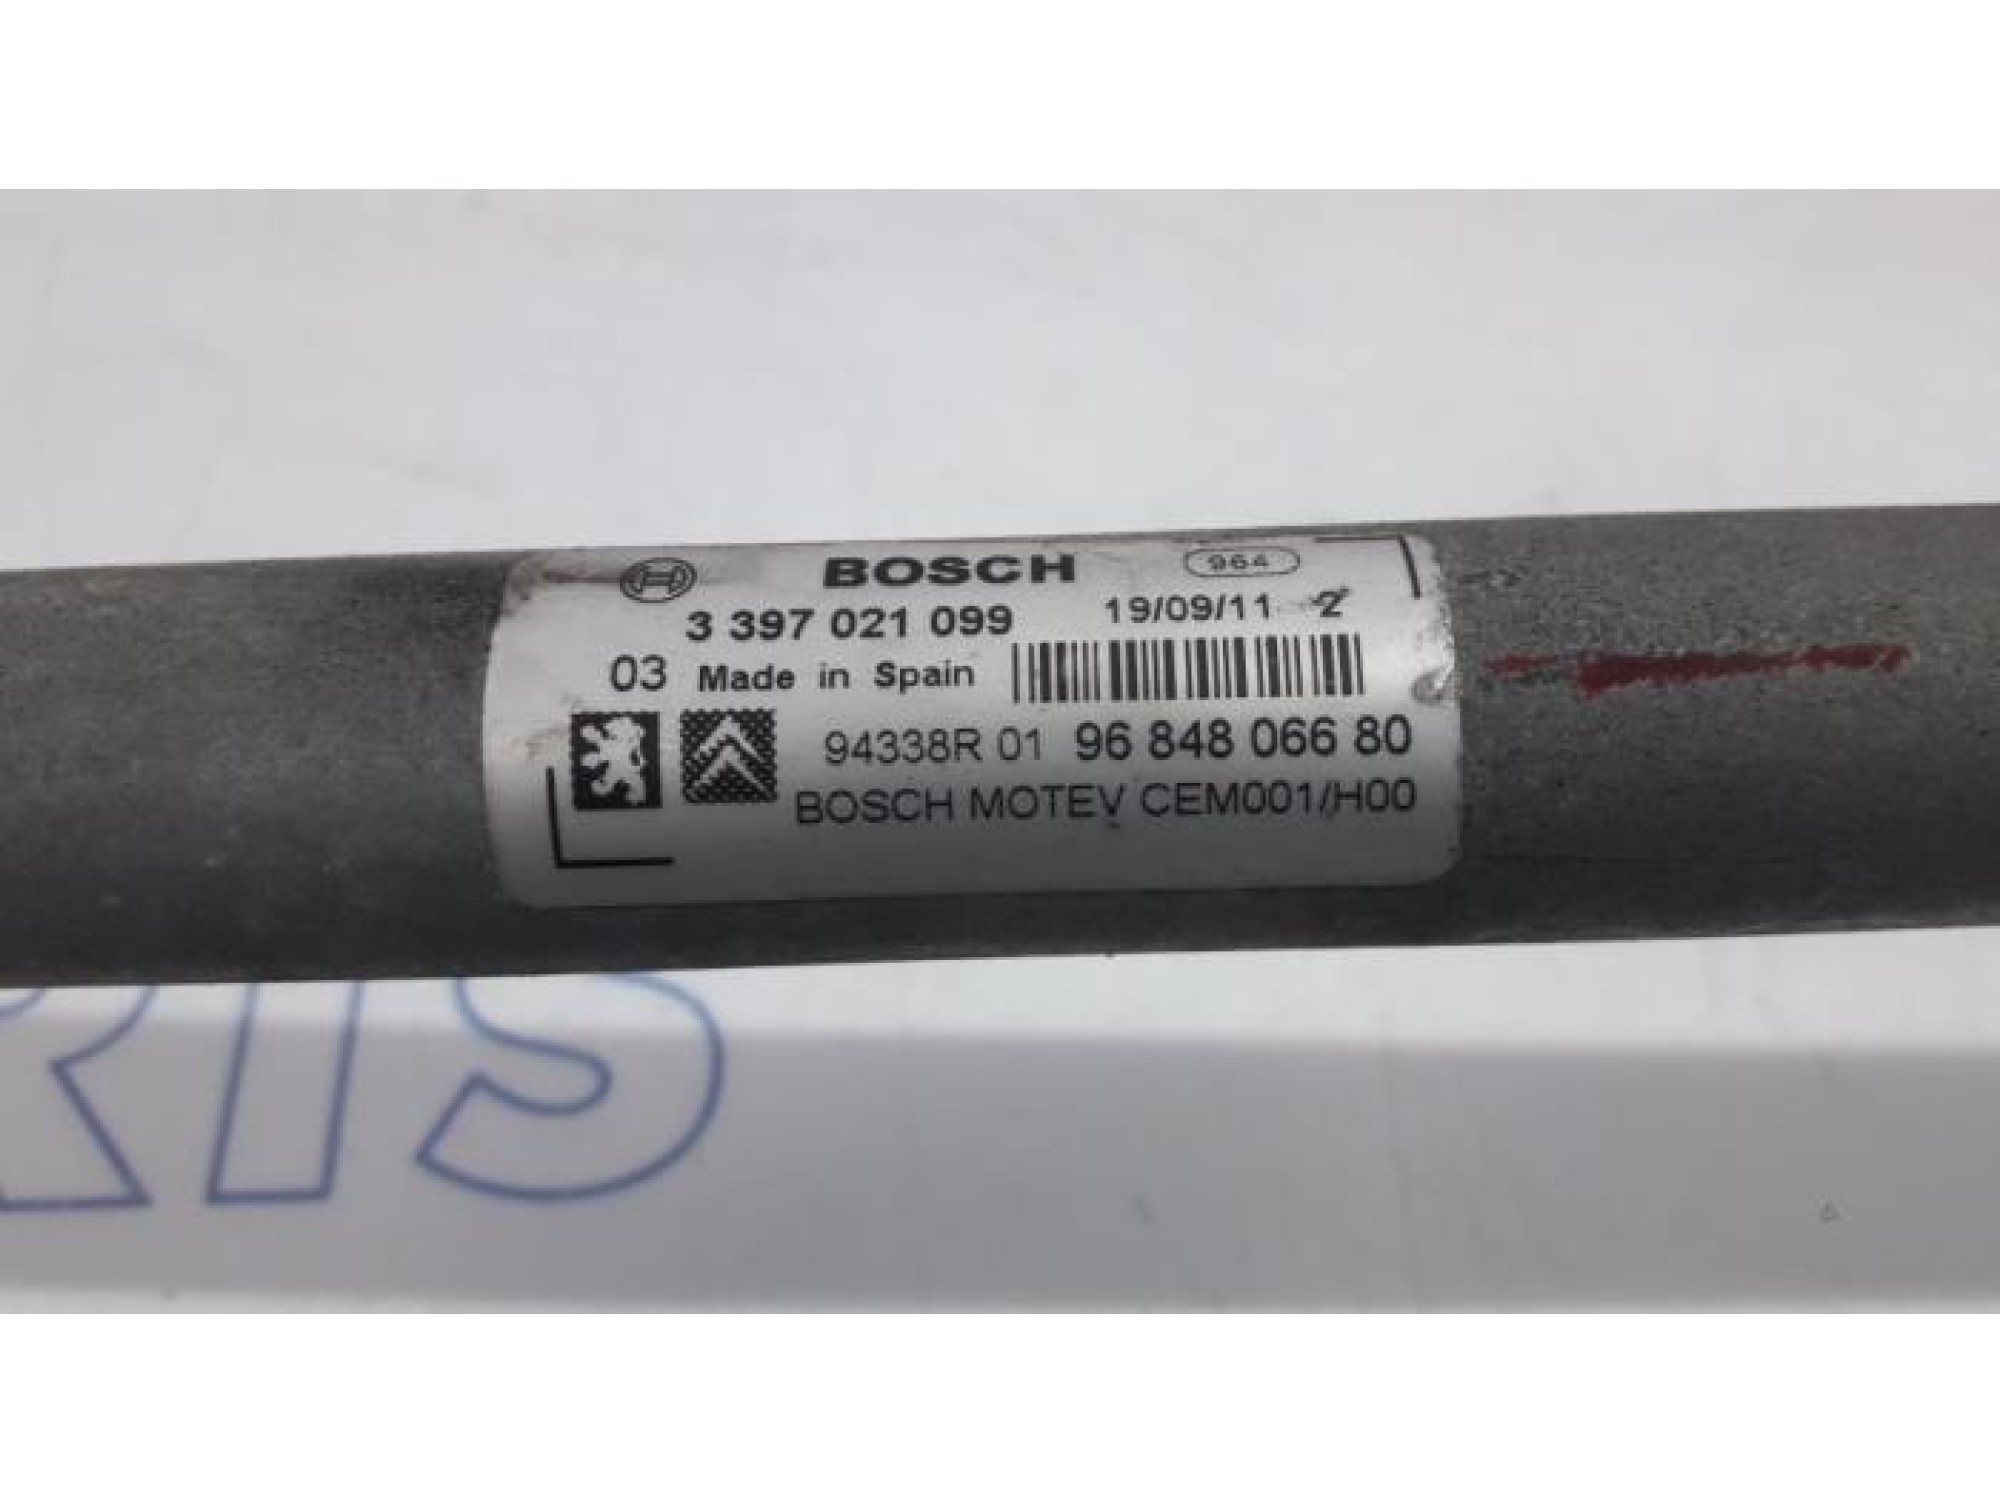 BOSCH 964
3 397 021 099 19/09/11 2
03 Made in Spain
94338R 01 96 848 066 80
BOSCH MOTEV CEM001/H00
RIS